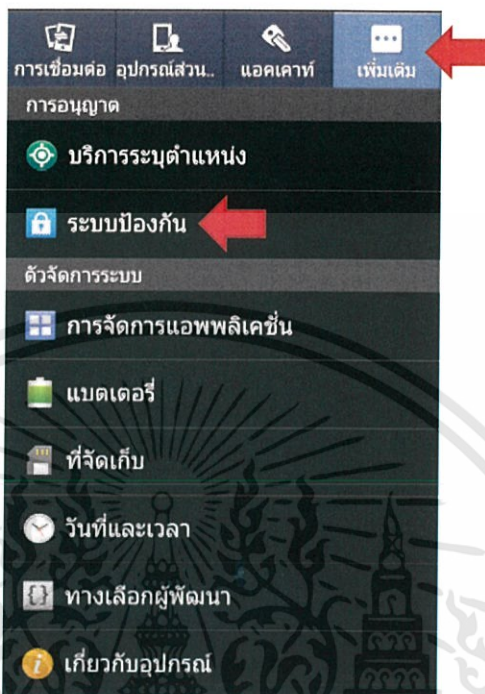 การเชื่อมต่อ อุปกรณ์ส่วน.. แอคเคาท์ เพิ่มเติม
การอนุญาต
บริการระบุตำแหน่ง
ระบบป้องกัน
ตัวจัดการระบบ
การจัดการแอพพลิเคชั่น
แบตเตอรี่
ที่จัดเก็บ
วันที่และเวลา
ทางเลือกผู้พัฒนา
เกี่ยวกับอุปกรณ์